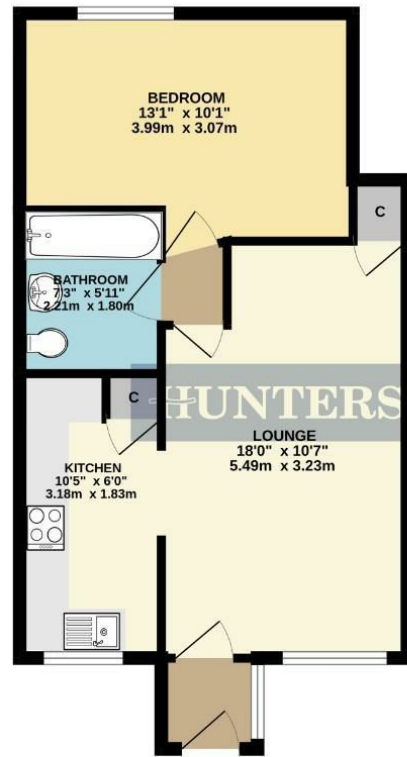 BEDROOM
13'1" x 10'1"
3.99m x 3.07m
C
BATHROOM
7'3" x 5'11"
2.21m x 1.80m
C
HUNTERS
LOUNGE
18'0" x 10'7"
5.49m x 3.23m
KITCHEN
10'5" x 6'0"
3.18m x 1.83m